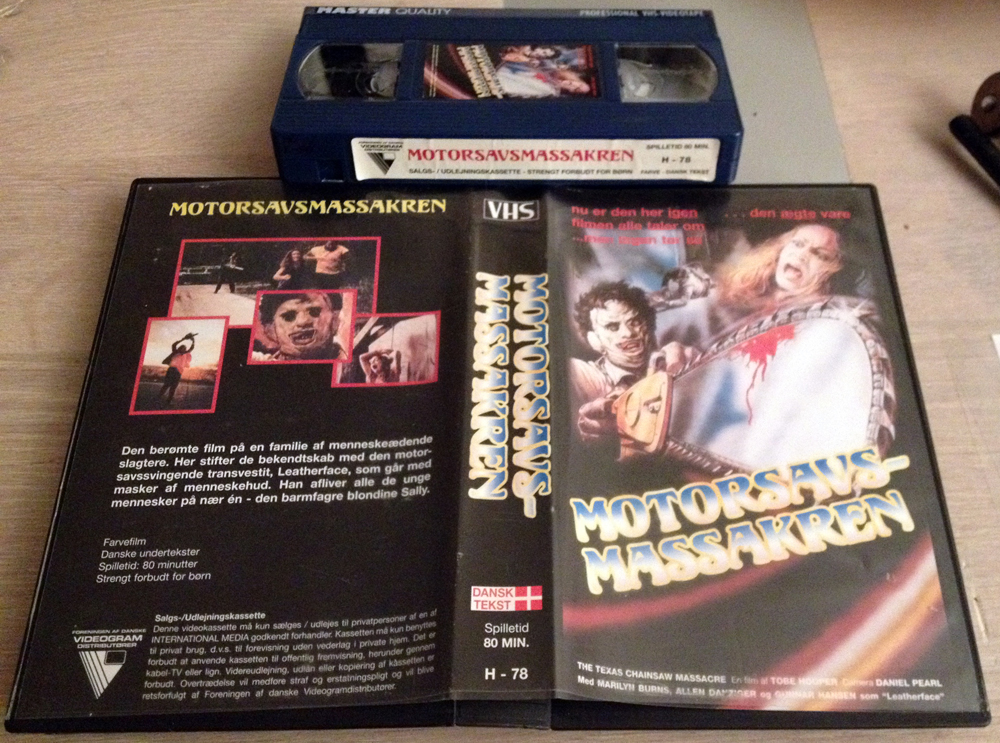 MASTER QUALITY
PROFESSIONAL VHS-VIDEOTAPE
MOTORSAVS
MASSAKREN
FORENINGEN AF DANSKE
VIDEOGRAM
DISTRIBUTØRER
MOTORSAVSMASSAKREN
SALGS- / UDLEJNINGSKASSETTE - STRENGT FORBUDT FOR BØRN
SPILLETID 80 MIN.
H - 78
FARVE - DANSK TEKST
MOTORSAVSMASSAKREN
Den berømte film på en familie af menneskeædende
slagtere. Her stifter de bekendtskab med den motor-
savssvingende transvestit, Leatherface, som går med
masker af menneskehud. Han afliver alle de unge
mennesker på nær én - den barmfagre blondine Sally.
Farvefilm
Danske undertekster
Spilletid: 80 minutter
Strengt forbudt for børn
FORENINGEN AF DANSKE
VIDEOGRAM
DISTRIBUTØRER
Salgs-/Udlejningskassette
Denne videokassette må kun sælges / udlejes til privatpersoner af en af
INTERNATIONAL MEDIA godkendt forhandler. Kassetten må kun benyttes
til privat brug, d.v.s. til forevisning uden vederlag i private hjem. Det er
forbudt at anvende kassetten til offentlig fremvisning, herunder gennem
kabel-TV eller lign. Videreudlejning, udlån eller kopiering af kassetten er
forbudt. Overtrædelse vil medføre straf og erstatningspligt og vil blive
retsforfulgt af Foreningen af danske Videogramdistributører.
VHS
MOTORSAVS-
MASSAKREN
DANSK
TEKST
Spilletid
80 MIN.
H - 78
nu er den her igen . . . den ægte vare
filmen alle taler om
...men ingen tør se
MOTORSAVS-
MASSAKREN
THE TEXAS CHAINSAW MASSACRE En film af TOBE HOOPER Camera DANIEL PEARL
Med MARILYN BURNS, ALLEN DANZIGER og GUNNAR HANSEN som "Leatherface"